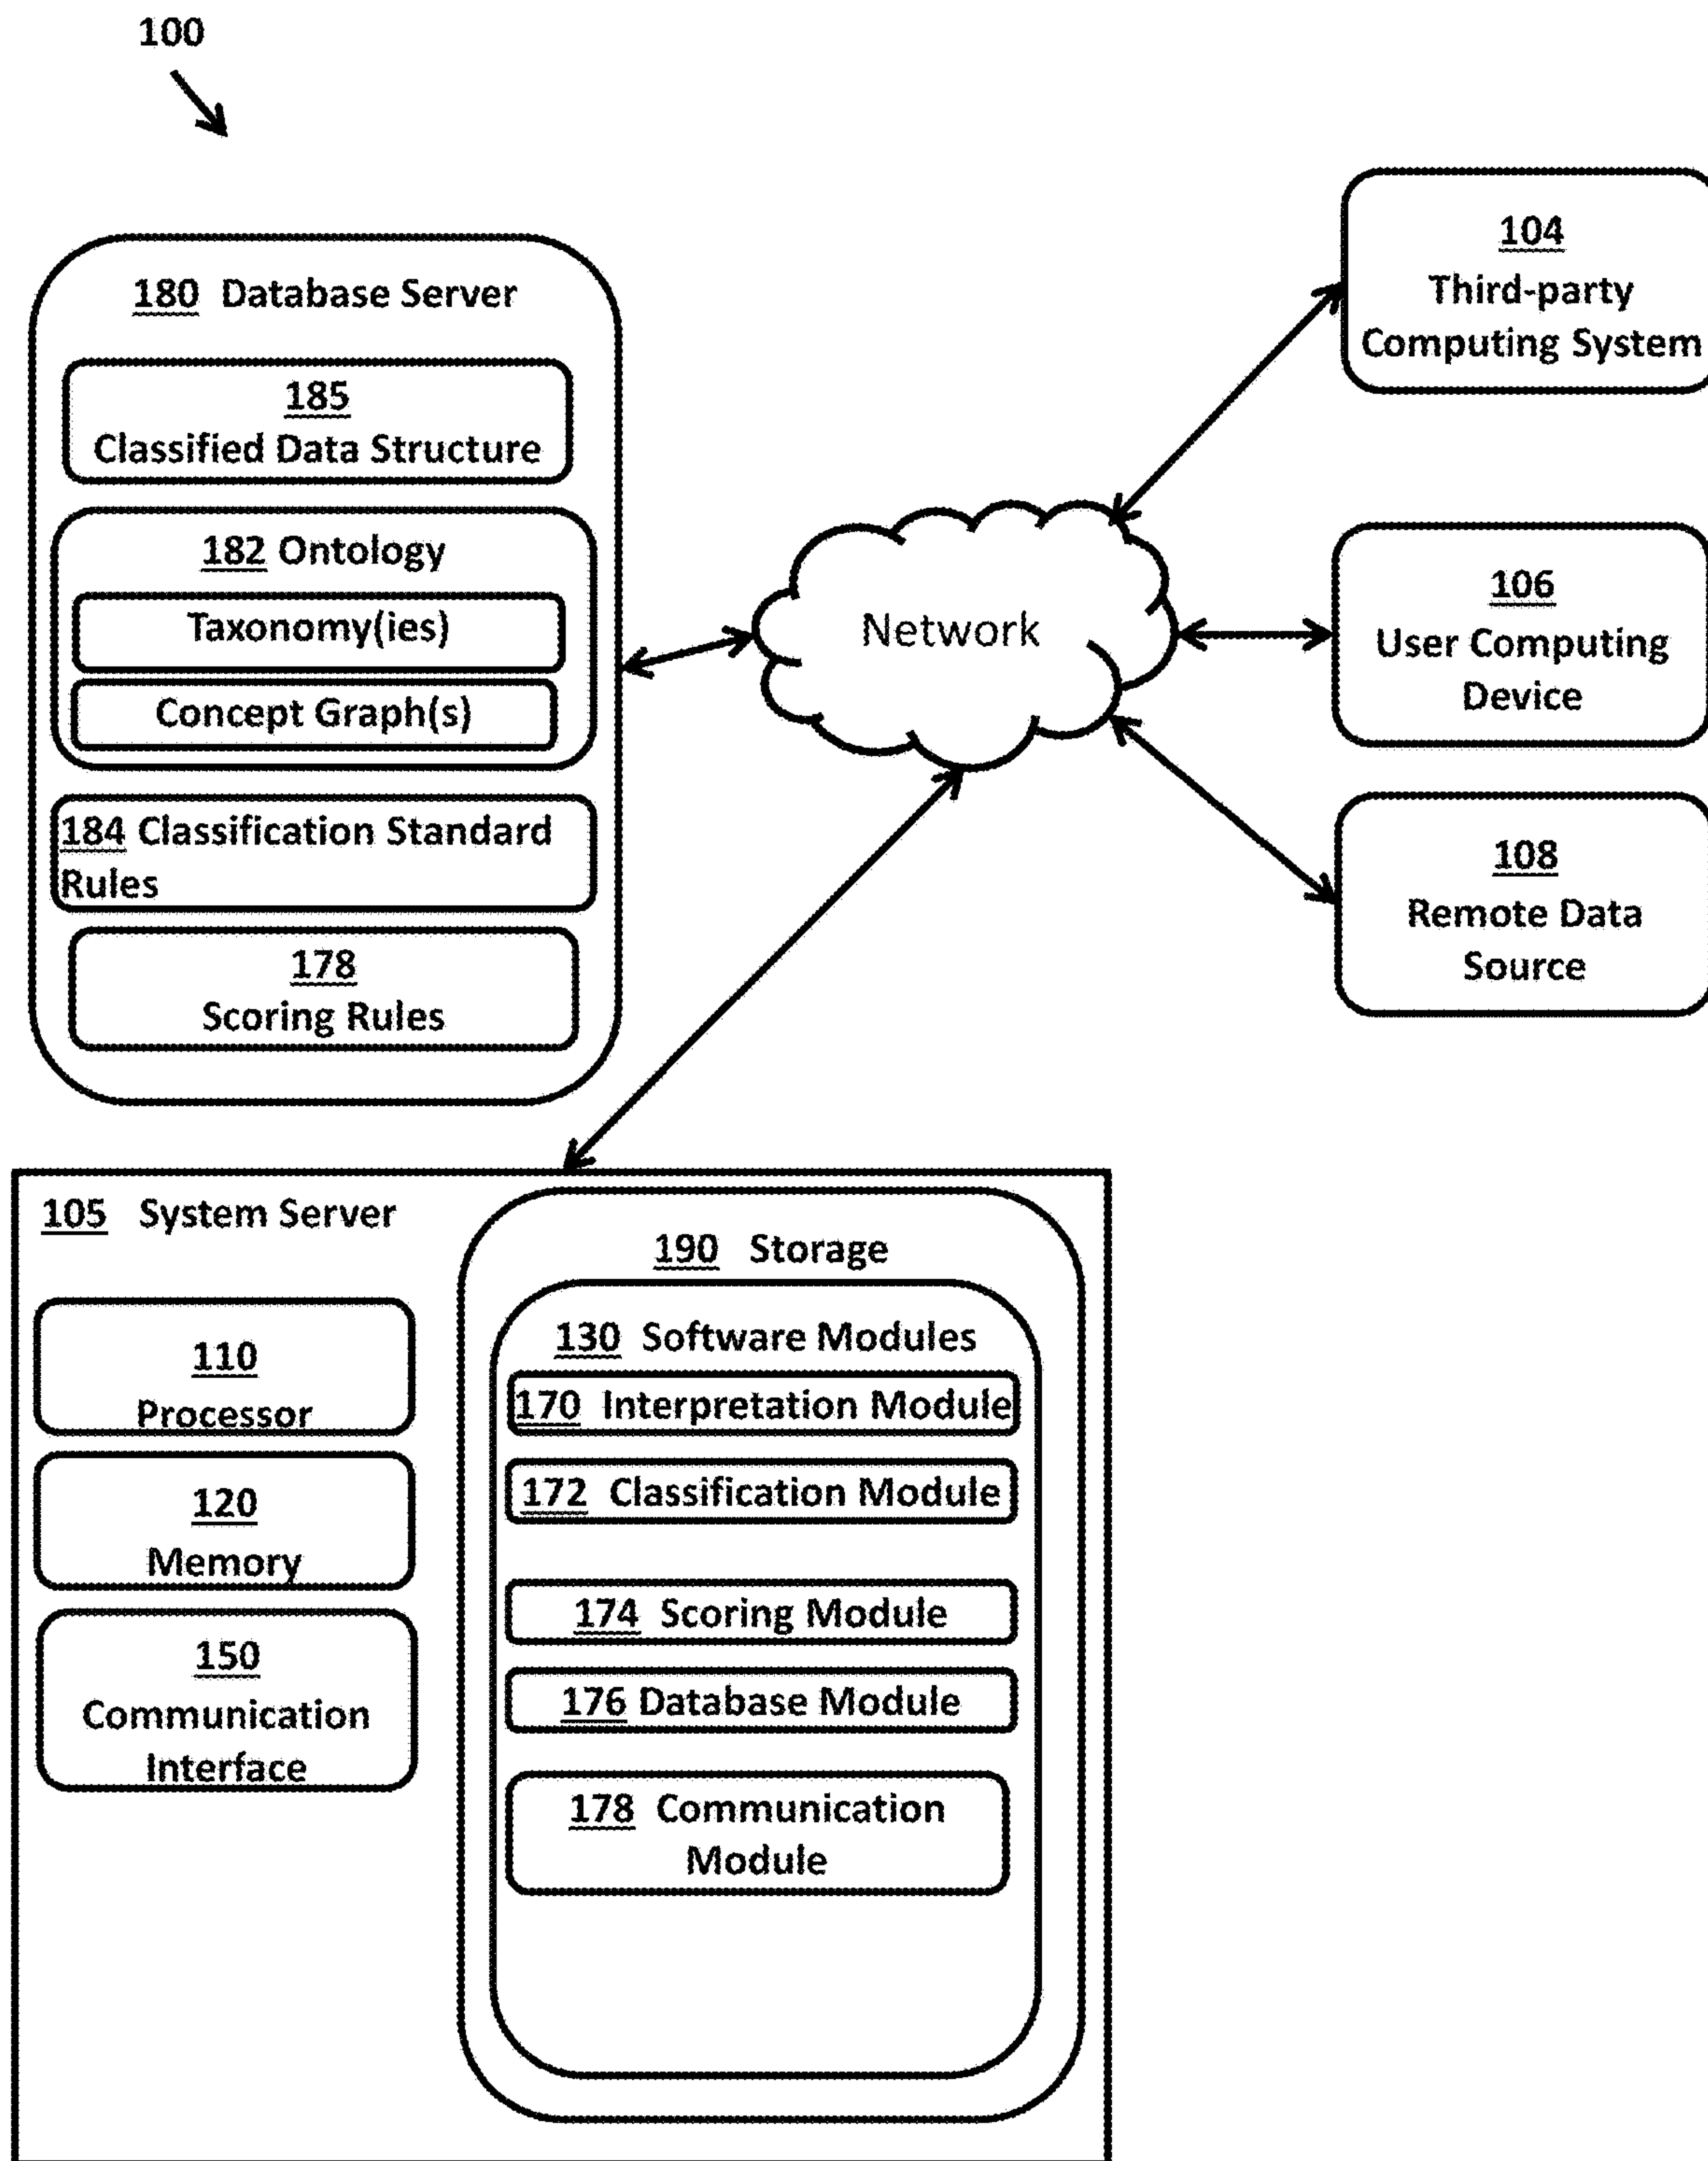 100
180 Database Server
185
Classified Data Structure
182 Ontology
Taxonomy(ies)
Concept Graph(s)
184 Classification Standard
Rules
178
Scoring Rules
Network
104
Third-party
Computing System
106
User Computing
Device
108
Remote Data
Source
105 System Server
110
Processor
120
Memory
150
Communication
Interface
190 Storage
130 Software Modules
170 Interpretation Module
172 Classification Module
174 Scoring Module
176 Database Module
178 Communication
Module